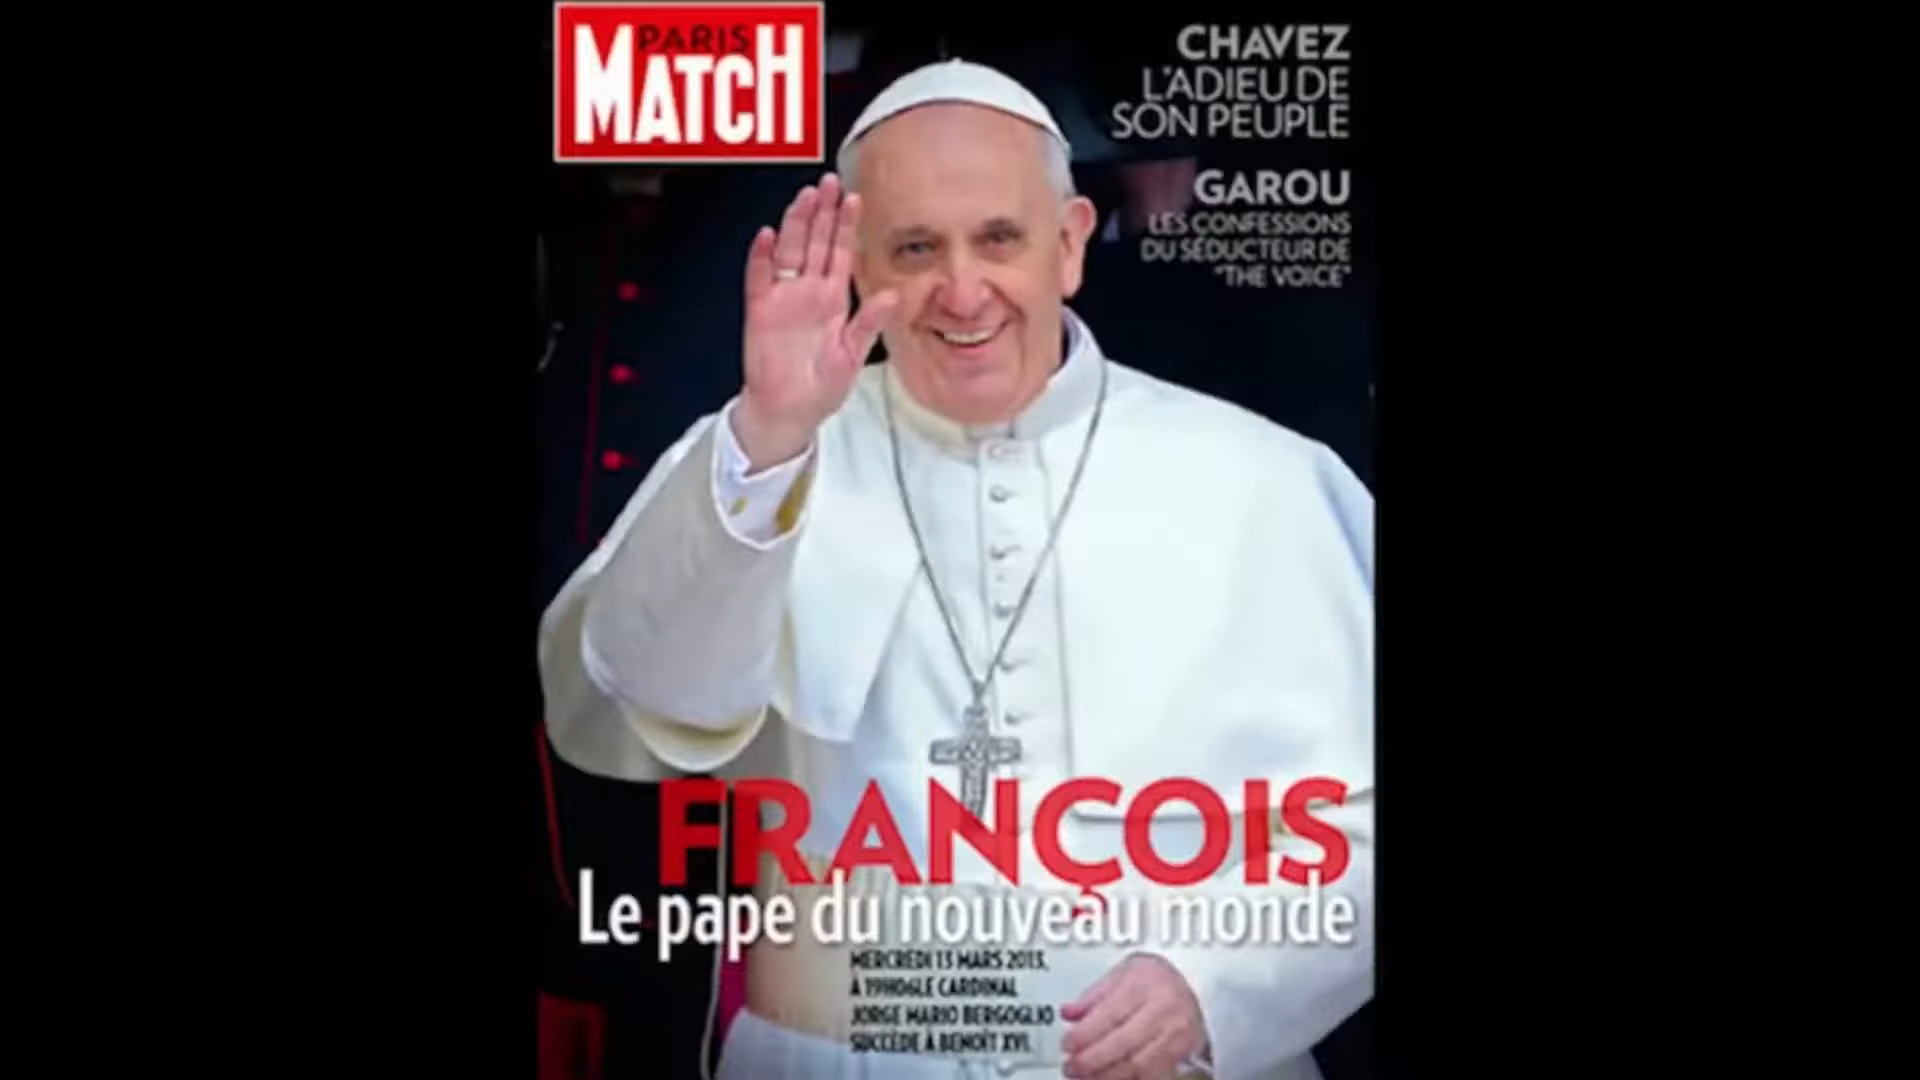 PARIS
MATCH
CHAVEZ
L'ADIEU DE
SON PEUPLE
GAROU
LES CONFESSIONS
DU SÉDUCTEUR DE
"THE VOICE"
FRANÇOIS
Le pape du nouveau monde
MERCREDI 13 MARS 2013,
À 19H06 LE CARDINAL
JORGE MARIO BERGOGLIO
SUCCÈDE À BENOÎT XVI.